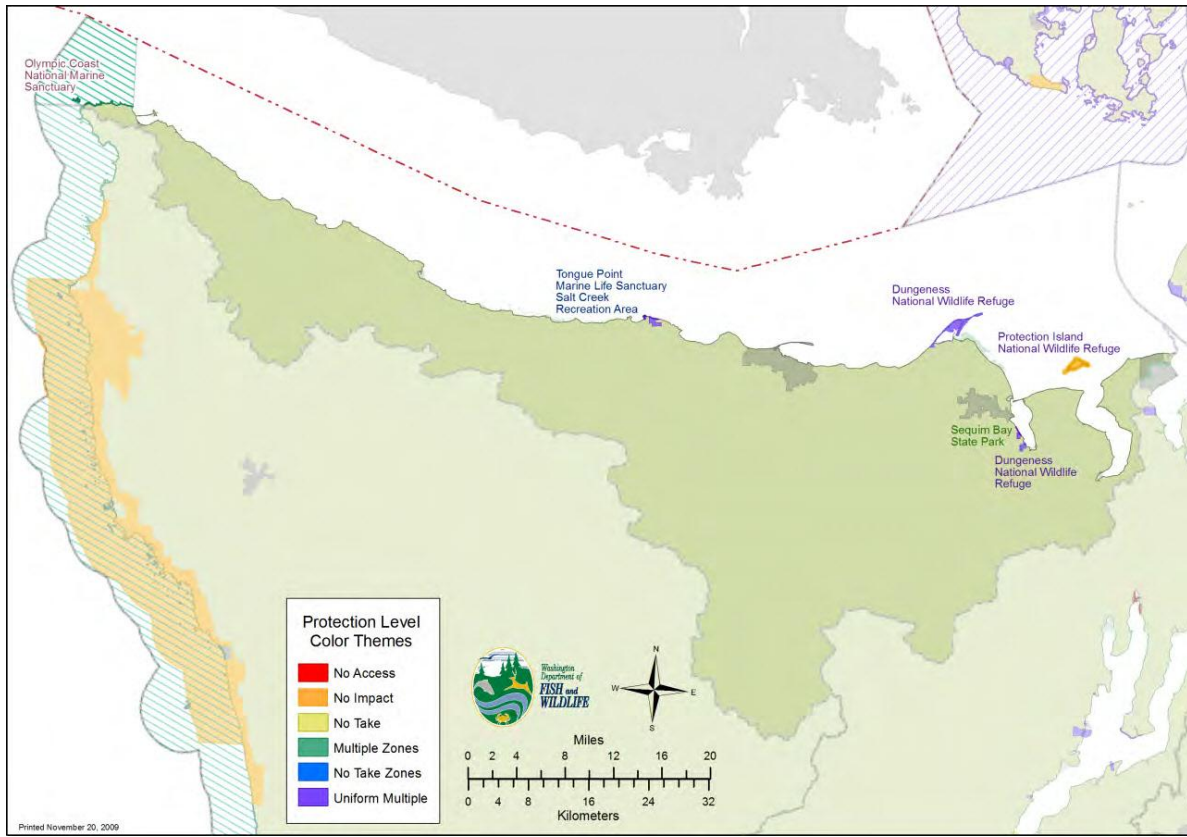 Olympic Coast
National Marine
Sanctuary
Tongue Point
Marine Life Sanctuary
Salt Creek
Recreation Area
Dungeness
National Wildlife Refuge
Protection Island
National Wildlife Refuge
Sequim Bay
State Park
Dungeness
National Wildlife
Refuge
Protection Level
Color Themes
No Access
No Impact
No Take
Multiple Zones
No Take Zones
Uniform Multiple
Washington
Department of
FISH and
WILDLIFE
N
W
E
S
Miles
0 2 4 8 12 16 20
0 4 8 16 24 32
Kilometers
Printed November 20, 2009